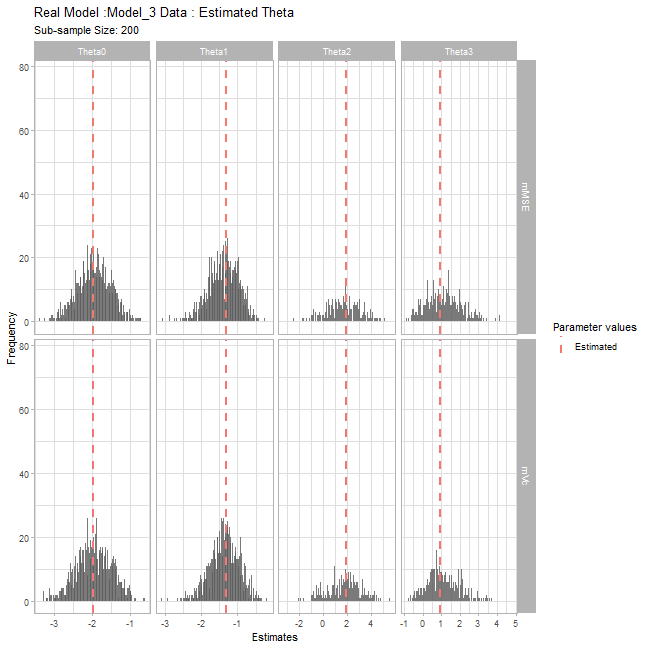 Real Model :Model_3 Data : Estimated Theta
Sub-sample Size: 200
Theta0 Theta1 Theta2 Theta3
80
60
40
20
0
mMSE
80
60
40
20
0
mVc
Frequency
-3 -2 -1 -3 -2 -1 -2 0 2 4 -1 0 1 2 3 4 5
Estimates
Parameter values
Estimated